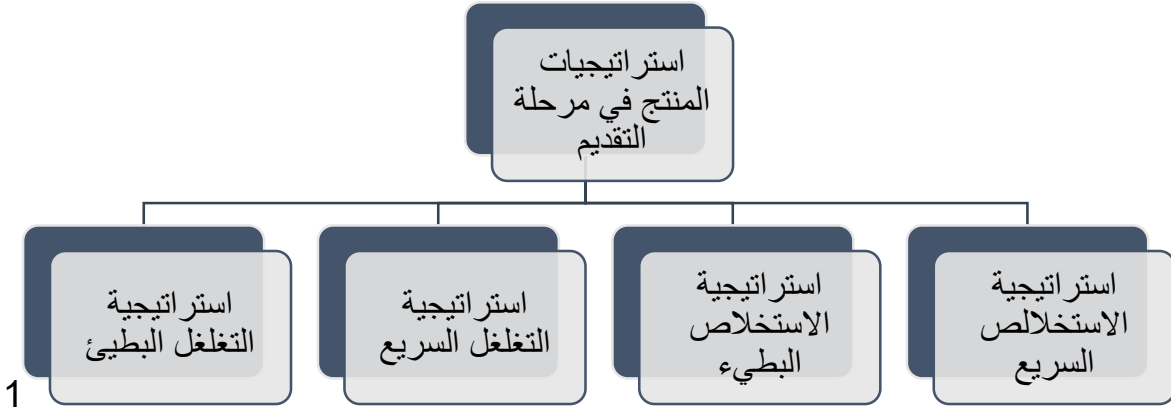 استراتيجيات
المنتج في مرحلة
التقديم
استراتيجية
الاستخلالص
السريع
استراتيجية
الاستخلاص
البطيء
استراتيجية
التغلغل السريع
استراتيجية
التغلغل البطيئ
1